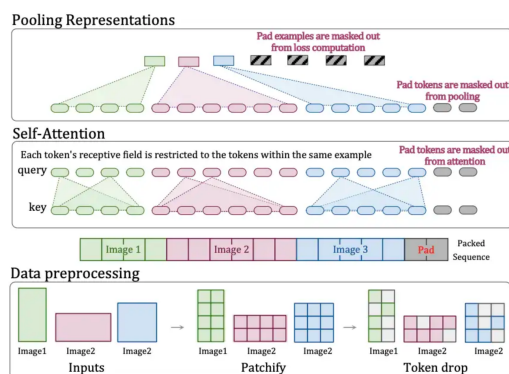 Pooling Representations
Pad examples are masked out
from loss computation
Pad tokens are masked out
from pooling
Self-Attention
Each token's receptive field is restricted to the tokens within the same example
Pad tokens are masked out
from attention
query
key
Image 1
Image 2
Image 3
Pad
Packed
Sequence
Data preprocessing
Image1
Image2
Image2
Image1
Image2
Image2
Image1
Image2
Image2
Inputs
Patchify
Token drop